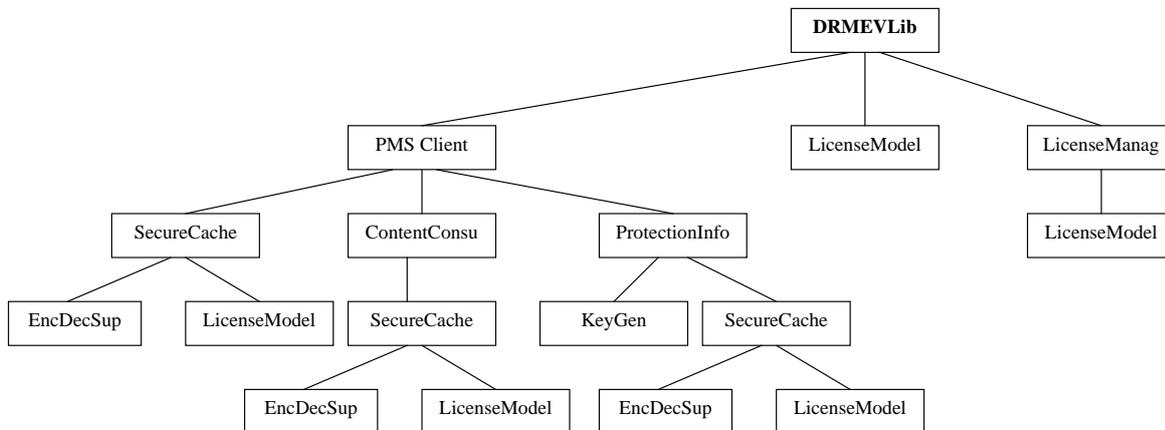 DRMEVLib
PMS Client
LicenseModel
LicenseManag
SecureCache
ContentConsu
ProtectionInfo
LicenseModel
EncDecSup
LicenseModel
SecureCache
KeyGen
SecureCache
EncDecSup
LicenseModel
EncDecSup
LicenseModel